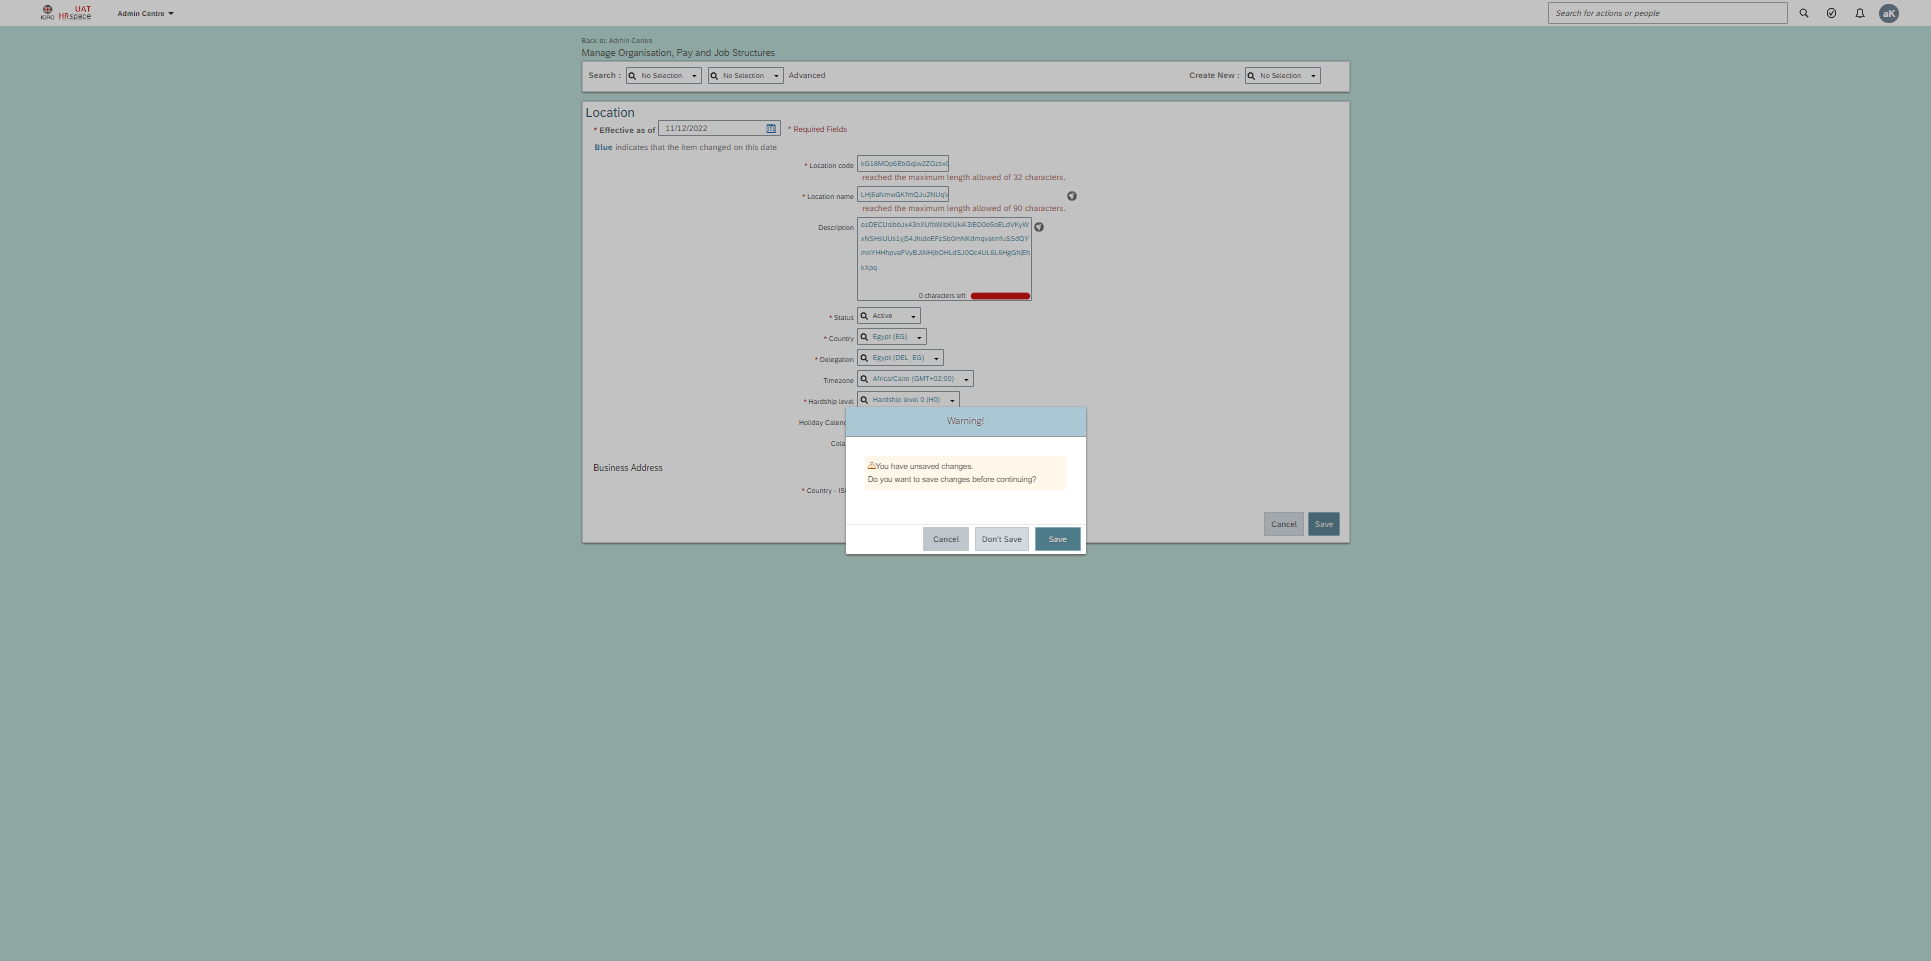 UAT
ICRC HRspace
Admin Centre
Search for actions or people
aK
Back to: Admin Centre
Manage Organisation, Pay and Job Structures
Search : No Selection No Selection Advanced
Create New : No Selection
Location
* Effective as of 11/12/2022 * Required Fields
Blue indicates that the item changed on this date
* Location code
reached the maximum length allowed of 32 characters.
* Location name
reached the maximum length allowed of 90 characters.
Description
kXpq
0 characters left
* Status Active
* Country Egypt (EG)
* Delegation Egypt (DEL_EG)
Timezone Africa/Cairo (GMT+02:00)
* Hardship level Hardship level 0 (H0)
Holiday Calend
Cola
Business Address
* Country - IS
Cancel Save
Warning!
You have unsaved changes.
Do you want to save changes before continuing?
Cancel Don't Save Save